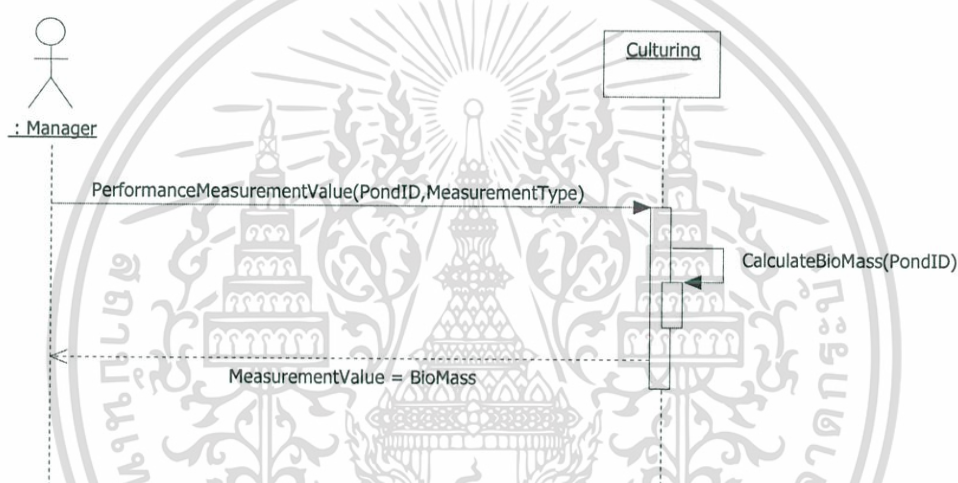 Culturing
: Manager
PerformanceMeasurementValue(PondID,MeasurementType)
CalculateBioMass(PondID)
MeasurementValue = BioMass